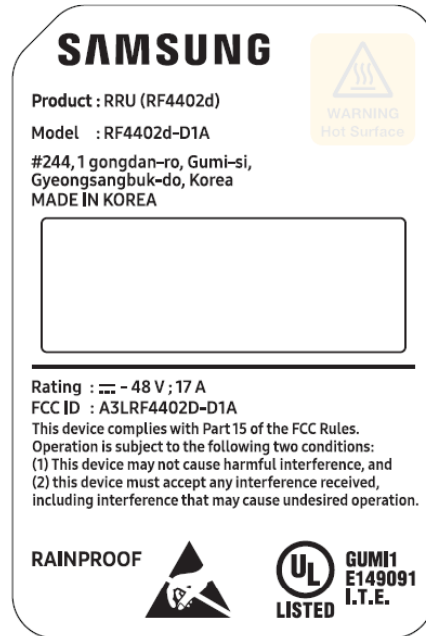 SAMSUNG
WARNING
Hot Surface
Product : RRU (RF4402d)
Model : RF4402d-D1A
#244, 1 gongdan-ro, Gumi-si,
Gyeongsangbuk-do, Korea
MADE IN KOREA
Rating : ⎓ - 48 V ; 17 A
FCC ID : A3LRF4402D-D1A
This device complies with Part 15 of the FCC Rules.
Operation is subject to the following two conditions:
(1) This device may not cause harmful interference, and
(2) this device must accept any interference received,
including interference that may cause undesired operation.
RAINPROOF
UL
LISTED
GUMI1
E149091
I.T.E.